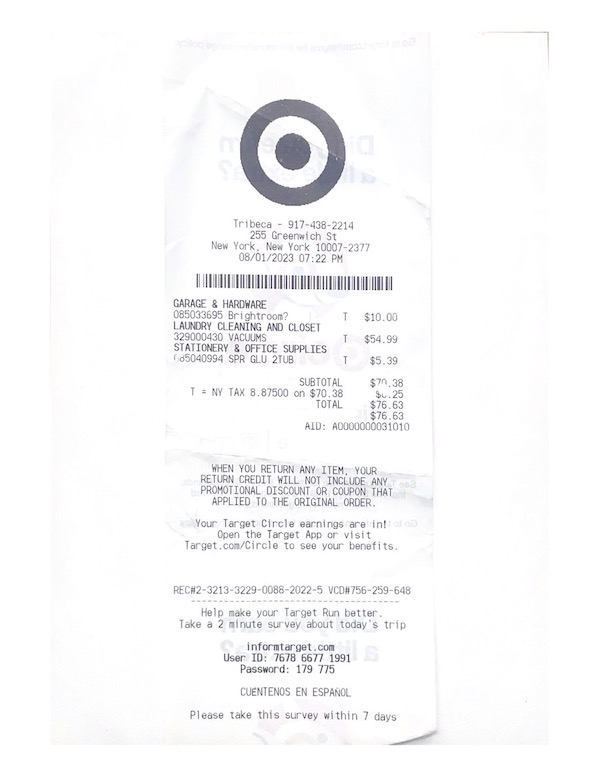 Tribeca - 917-438-2214
255 Greenwich St
New York, New York 10007-2377
08/01/2023 07:22 PM
GARAGE & HARDWARE
085033695 Brightroom? T $10.00
LAUNDRY CLEANING AND CLOSET
329000430 VACUUMS T $54.99
STATIONERY & OFFICE SUPPLIES
085040994 SPR GLU 2TUB T $5.39
SUBTOTAL $70.38
T = NY TAX 8.87500 on $70.38 $6.25
TOTAL $76.63
$76.63
AID: A0000000031010
WHEN YOU RETURN ANY ITEM, YOUR
RETURN CREDIT WILL NOT INCLUDE ANY
PROMOTIONAL DISCOUNT OR COUPON THAT
APPLIED TO THE ORIGINAL ORDER.
Your Target Circle earnings are in!
Open the Target App or visit
Target.com/Circle to see your benefits.
REC#2-3213-3229-0088-2022-5 VCD#756-259-648
Help make your Target Run better.
Take a 2 minute survey about today's trip
informtarget.com
User ID: 7678 6677 1991
Password: 179 775
CUENTENOS EN ESPAÑOL
Please take this survey within 7 days